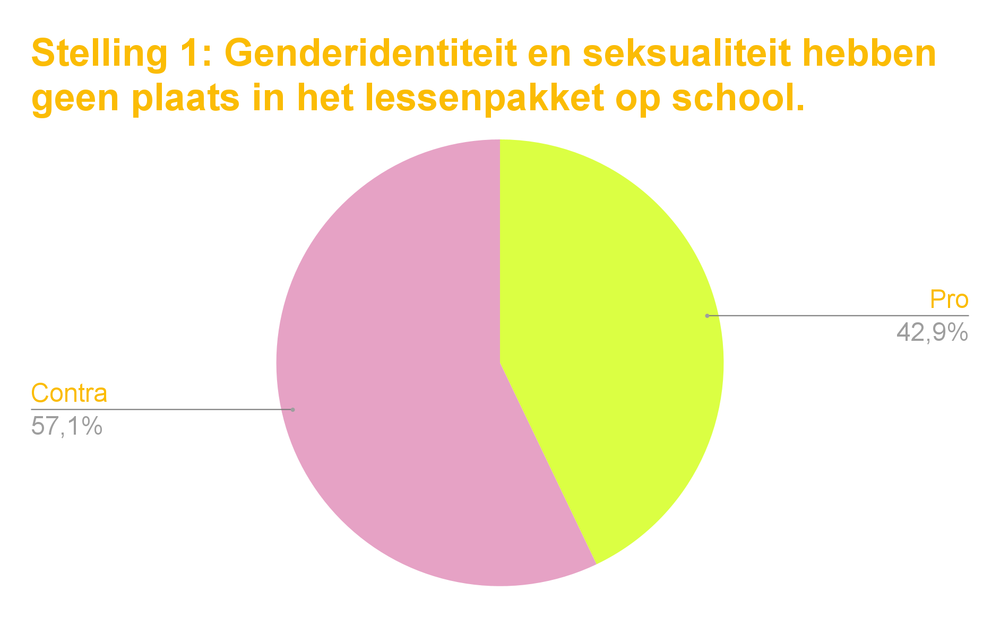 Stelling 1: Genderidentiteit en seksualiteit hebben
geen plaats in het lessenpakket op school.
Pro
42,9%
Contra
57,1%